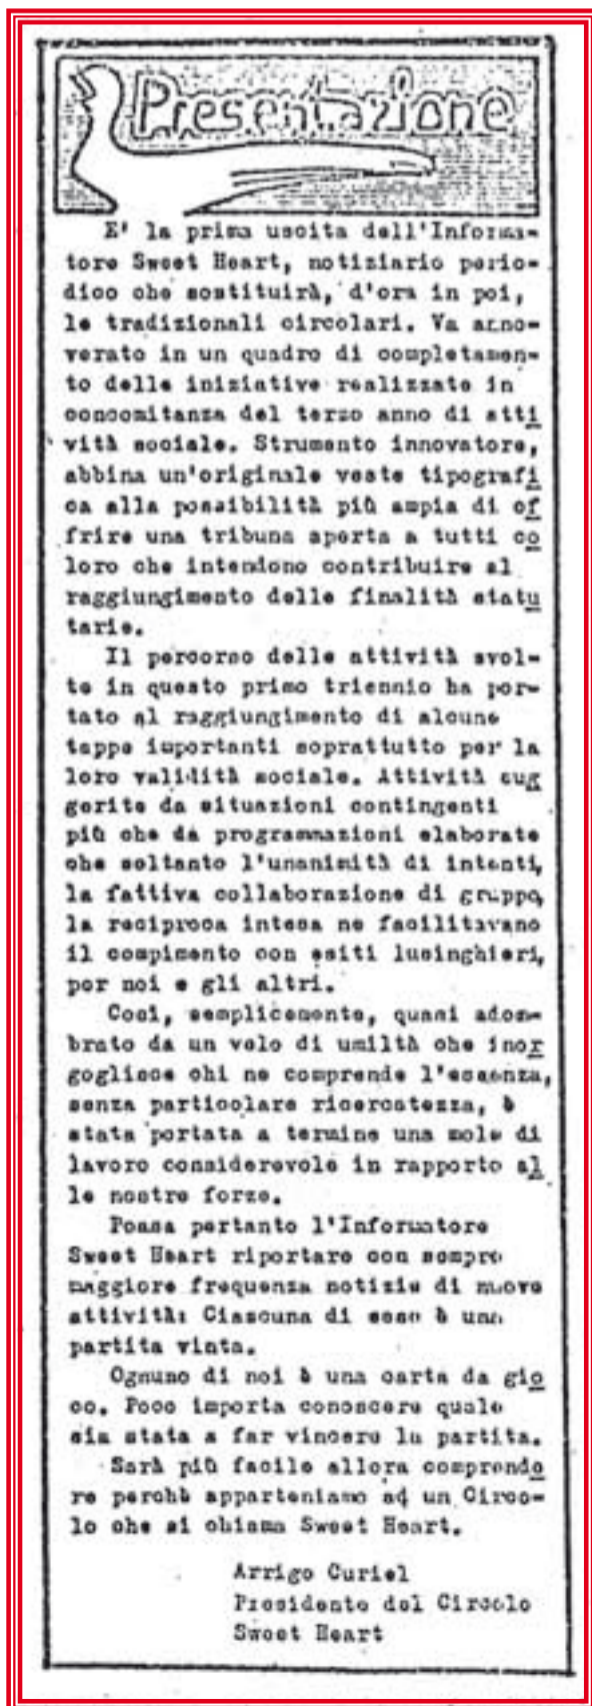 Presentazione
E' la prima uscita dell'Informa-
tore Sweet Heart, notiziario perio-
dico che sostituirà, d'ora in poi,
le tradizionali circolari. Va anno-
verato in un quadro di completamen-
to delle iniziative realizzate in
concomitanza del terzo anno di atti
vità sociale. Strumento innovatore,
abbina un'originale veste tipografi
ca alla possibilità più ampia di of
frire una tribuna aperta a tutti co
loro che intendono contribuire al
raggiungimento delle finalità statu
tarie.
Il percorso delle attività svol-
te in questo primo triennio ha por-
tato al raggiungimento di alcune
tappe importanti soprattutto per la
loro validità sociale. Attività sug
gerite da situazioni contingenti
più che da programmazioni elaborate
che soltanto l'unanimità di intenti,
la fattiva collaborazione di gruppo,
la reciproca intesa ne facilitavano
il compimento con esiti lusinghieri,
per noi e gli altri.
Così, semplicemente, quasi adom-
brato da un velo di umiltà che inor
goglisce chi ne comprende l'essenza,
senza particolare ricercatezza, è
stata portata a termine una mole di
lavoro considerevole in rapporto al
le nostre forze.
Possa pertanto l'Informatore
Sweet Heart riportare con sempre
maggiore frequenza notizie di nuove
attività: Ciascuna di esse è una
partita vinta.
Ognuno di noi è una carta da gio
co. Poco importa conoscere quale
sia stata a far vincere la partita.
Sarà più facile allora comprende
re perchè apparteniamo ad un Circo-
lo che si chiama Sweet Heart.
Arrigo Curiel
Presidente del Circolo
Sweet Heart